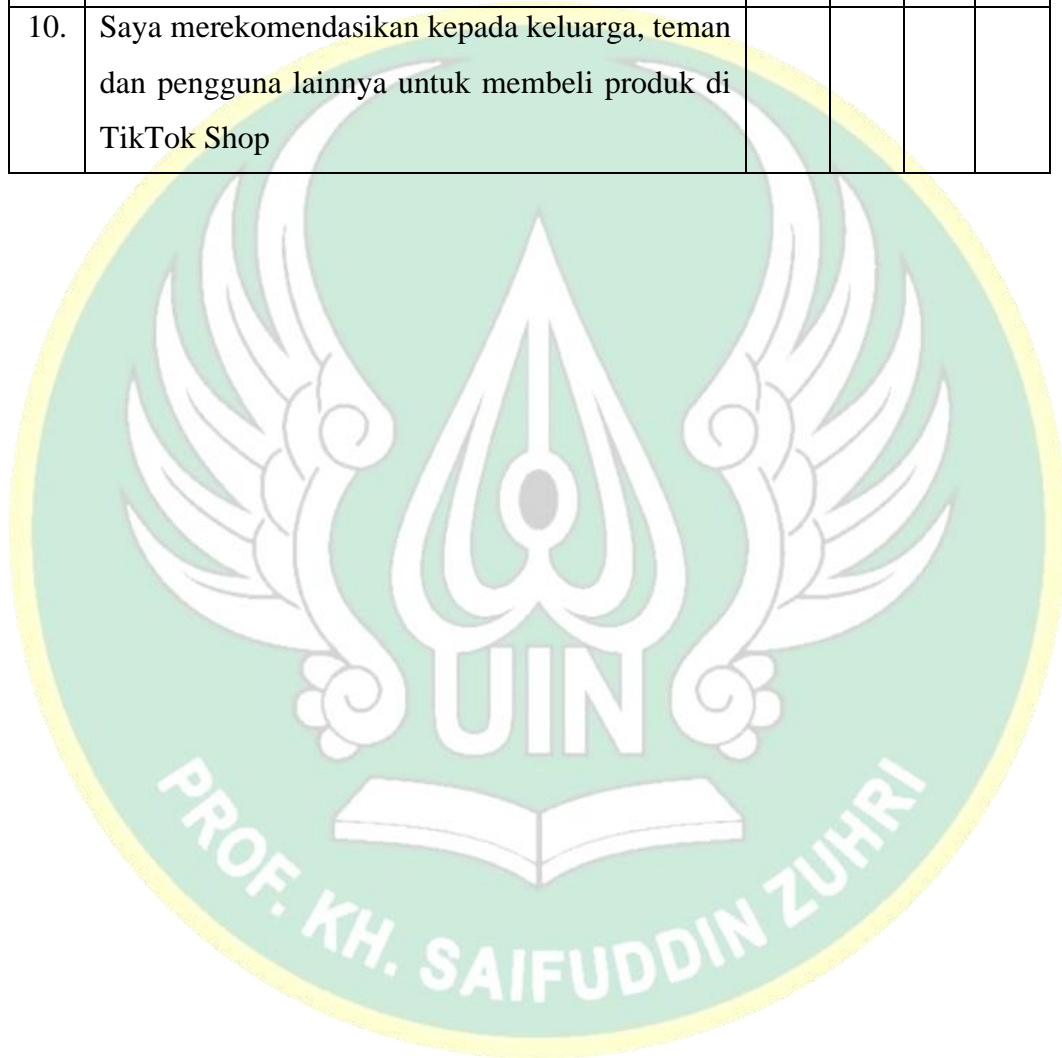 10. Saya merekomendasikan kepada keluarga, teman
dan pengguna lainnya untuk membeli produk di
TikTok Shop
UIN
PROF. KH. SAIFUDDIN ZUHRI